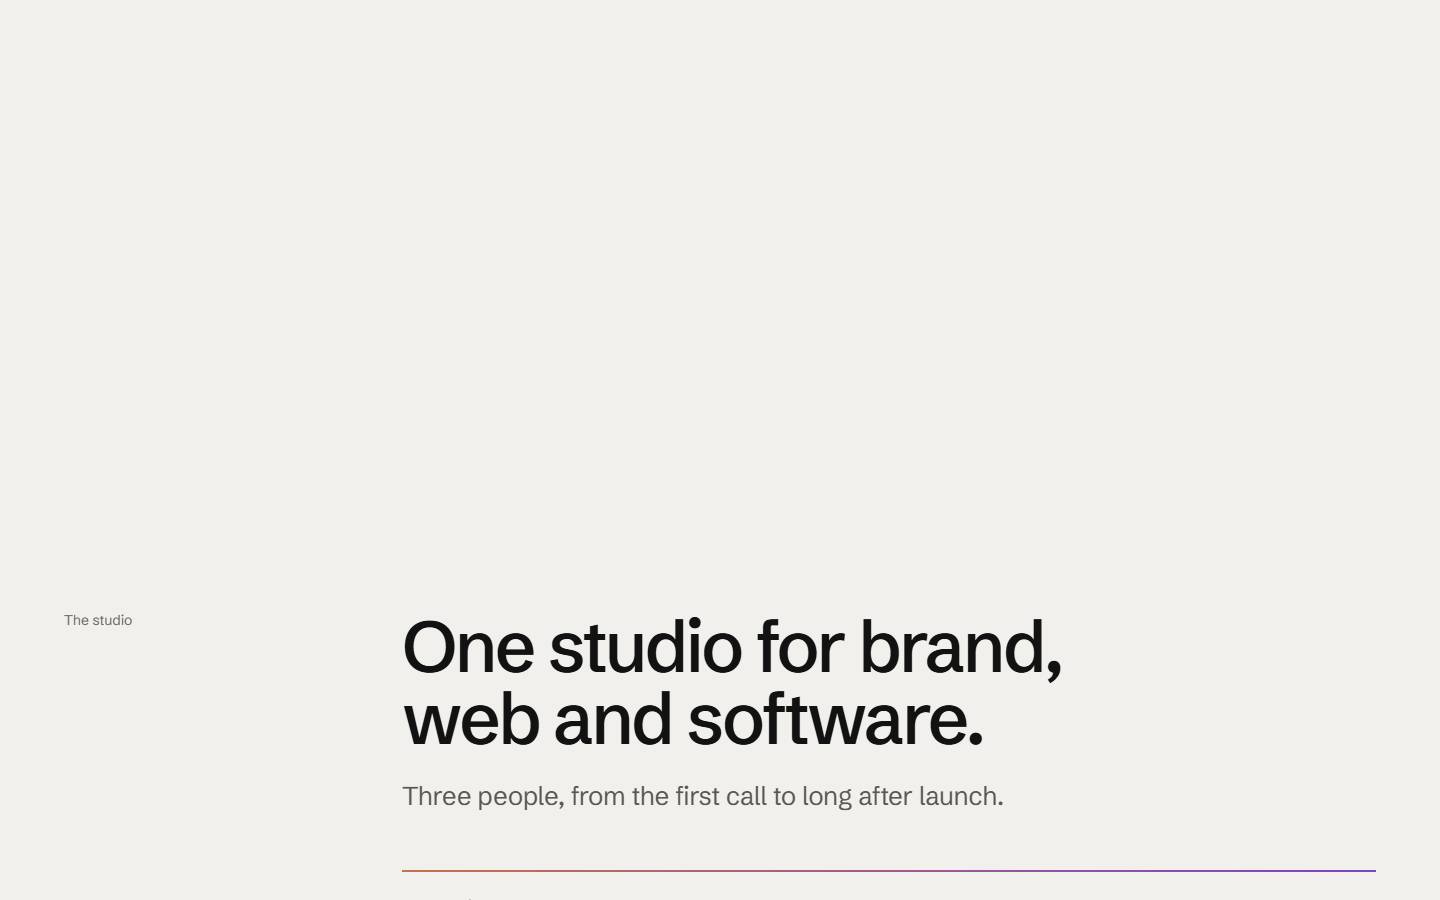 The studio
One studio for brand,
web and software.
Three people, from the first call to long after launch.